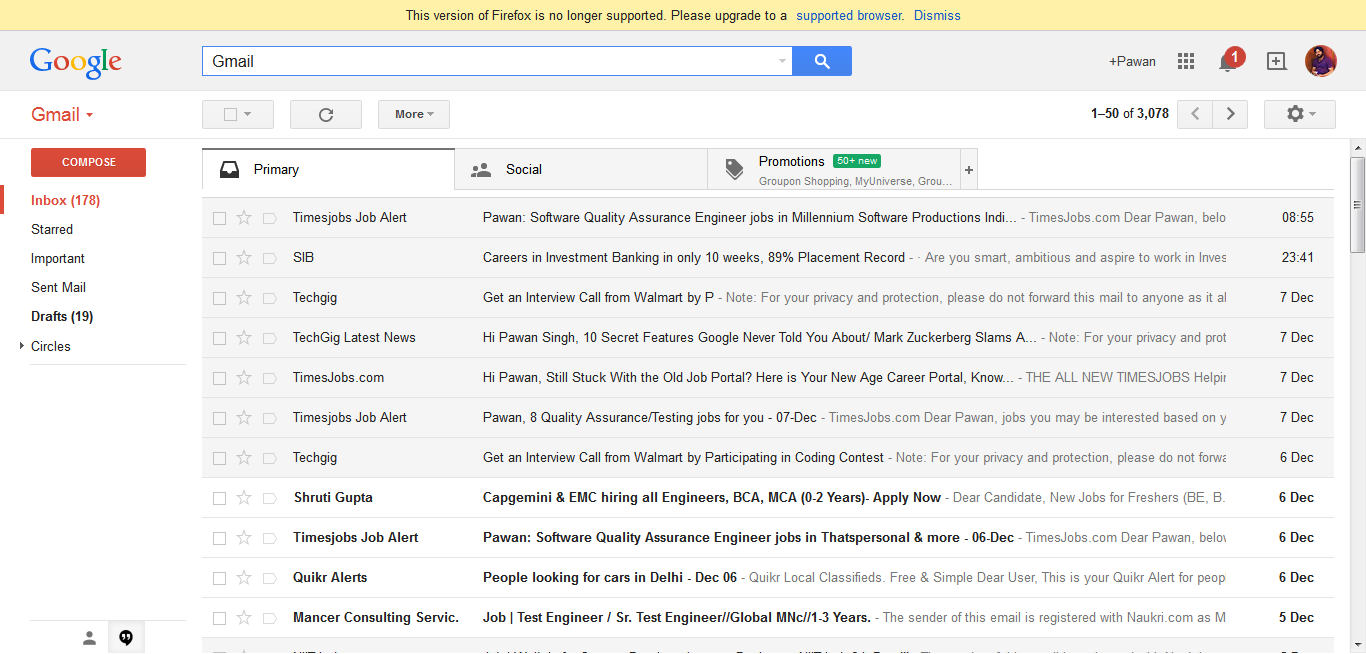 This version of Firefox is no longer supported. Please upgrade to a supported browser. Dismiss
Google
Gmail
+Pawan
1
Gmail
More
1–50 of 3,078
COMPOSE
Inbox (178)
Starred
Important
Sent Mail
Drafts (19)
Circles
Primary
Social
Promotions 50+ new
Groupon Shopping, MyUniverse, Grou...
+
Timesjobs Job Alert Pawan: Software Quality Assurance Engineer jobs in Millennium Software Productions Indi... - TimesJobs.com Dear Pawan, belo 08:55
SIB Careers in Investment Banking in only 10 weeks, 89% Placement Record - · Are you smart, ambitious and aspire to work in Inves 23:41
Techgig Get an Interview Call from Walmart by P - Note: For your privacy and protection, please do not forward this mail to anyone as it al 7 Dec
TechGig Latest News Hi Pawan Singh, 10 Secret Features Google Never Told You About/ Mark Zuckerberg Slams A... - Note: For your privacy and prot 7 Dec
TimesJobs.com Hi Pawan, Still Stuck With the Old Job Portal? Here is Your New Age Career Portal, Know... - THE ALL NEW TIMESJOBS Helpin 7 Dec
Timesjobs Job Alert Pawan, 8 Quality Assurance/Testing jobs for you - 07-Dec - TimesJobs.com Dear Pawan, jobs you may be interested based on y 7 Dec
Techgig Get an Interview Call from Walmart by Participating in Coding Contest - Note: For your privacy and protection, please do not forwa 6 Dec
Shruti Gupta Capgemini & EMC hiring all Engineers, BCA, MCA (0-2 Years)- Apply Now - Dear Candidate, New Jobs for Freshers (BE, B. 6 Dec
Timesjobs Job Alert Pawan: Software Quality Assurance Engineer jobs in Thatspersonal & more - 06-Dec - TimesJobs.com Dear Pawan, below 6 Dec
Quikr Alerts People looking for cars in Delhi - Dec 06 - Quikr Local Classifieds. Free & Simple Dear User, This is your Quikr Alert for peop 6 Dec
Mancer Consulting Servic. Job | Test Engineer / Sr. Test Engineer//Global MNc//1-3 Years. - The sender of this email is registered with Naukri.com as M 5 Dec